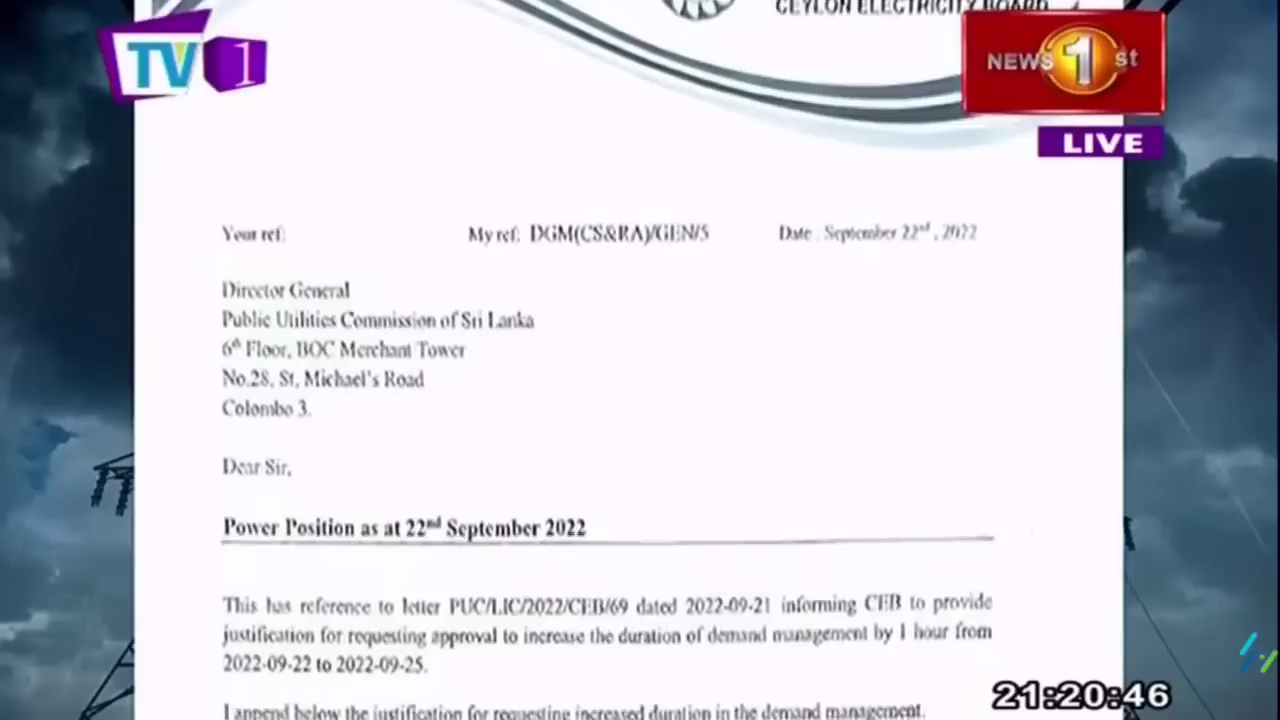 CEYLON ELECTRICITY BOARD
TV1
NEWS 1st
LIVE
Your ref:
My ref: DGM(CS&RA)/GEN/5
Date . September 22nd , 2022
Director General
Public Utilities Commission of Sri Lanka
6th Floor, BOC Merchant Tower
No.28, St, Michael's Road
Colombo 3.
Dear Sir,
Power Position as at 22nd September 2022
This has reference to letter PUC/LIC/2022/CEB/69 dated 2022-09-21 informing CEB to provide
justification for requesting approval to increase the duration of demand management by 1 hour from
2022-09-22 to 2022-09-25.
I append below the justification for requesting increased duration in the demand management.
21:20:46